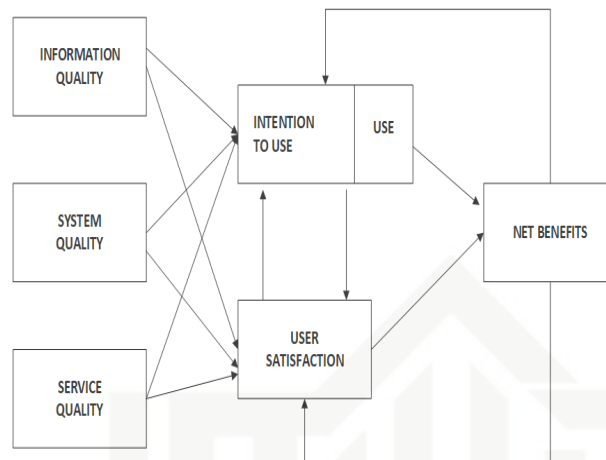 INFORMATION
QUALITY
INTENTION
TO USE
USE
SYSTEM
QUALITY
NET BENEFITS
USER
SATISFACTION
SERVICE
QUALITY